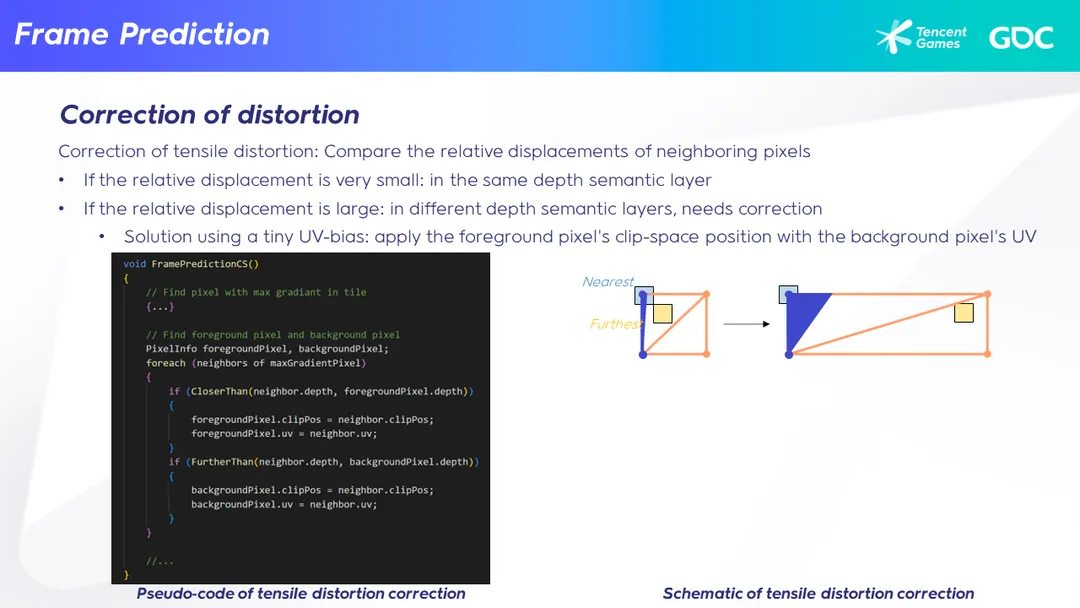 Frame Prediction
Tencent
Games
GDC
Correction of distortion
Correction of tensile distortion: Compare the relative displacements of neighboring pixels
• If the relative displacement is very small: in the same depth semantic layer
• If the relative displacement is large: in different depth semantic layers, needs correction
• Solution using a tiny UV-bias: apply the foreground pixel's clip-space position with the background pixel's UV
void FramePredictionCS()
{
// Find pixel with max gradiant in tile
{...}
// Find foreground pixel and background pixel
PixelInfo foregroundPixel, backgroundPixel;
foreach (neighbors of maxGradientPixel)
{
if (CloserThan(neighbor.depth, foregroundPixel.depth))
{
foregroundPixel.clipPos = neighbor.clipPos;
foregroundPixel.uv = neighbor.uv;
}
if (FurtherThan(neighbor.depth, backgroundPixel.depth))
{
backgroundPixel.clipPos = neighbor.clipPos;
backgroundPixel.uv = neighbor.uv;
}
}
//...
}
Pseudo-code of tensile distortion correction
Nearest
Furthest
Schematic of tensile distortion correction